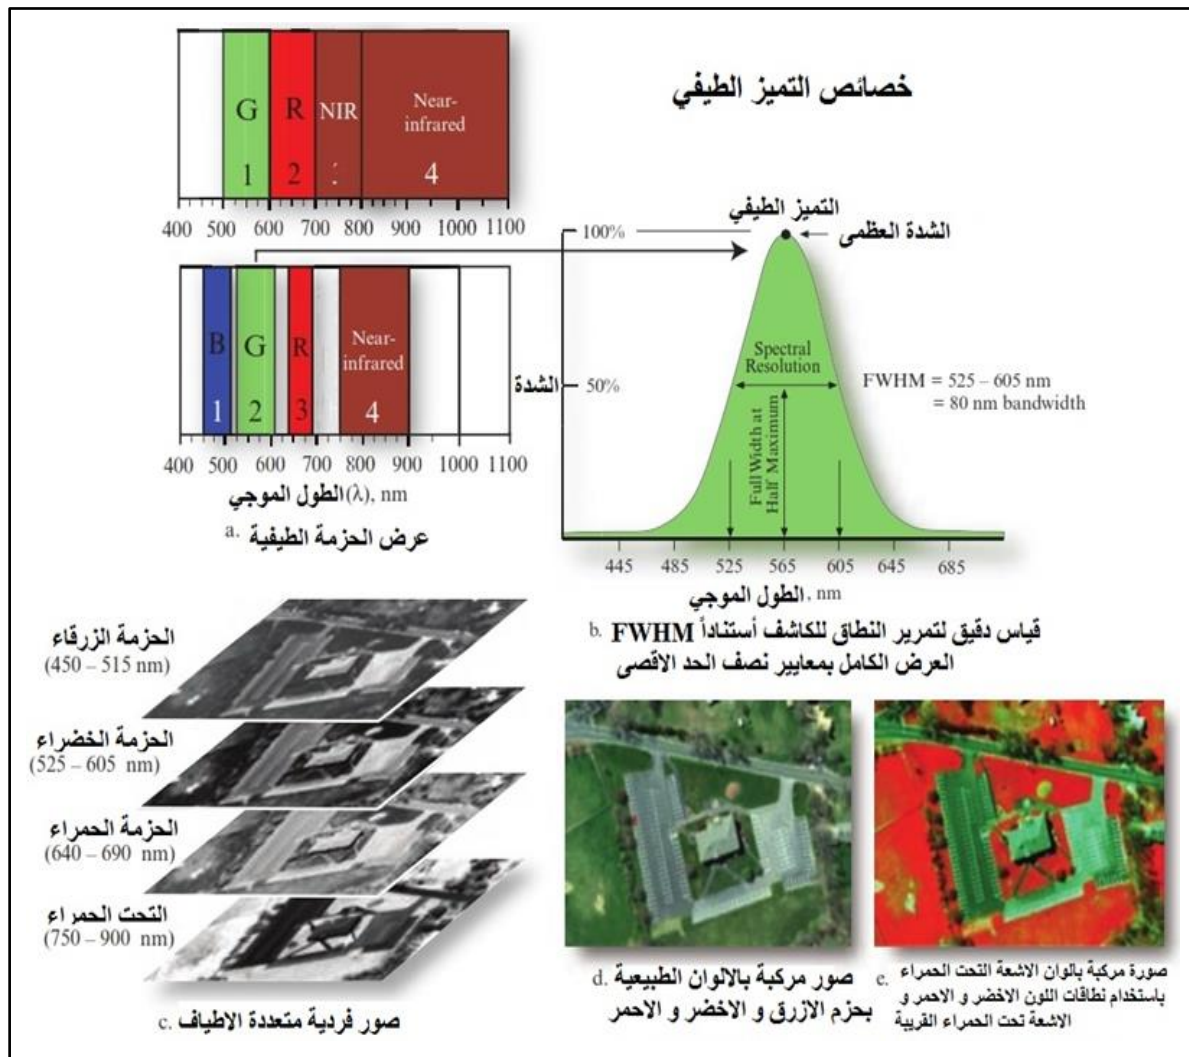 خصائص التميز الطيفي
G R NIR Near-
infrared
1 2 : 4
400 500 600 700 800 900 1000 1100
B G R Near-
infrared
1 2 3 4
400 500 600 700 800 900 1000 1100
الطول الموجي(λ), nm
a. عرض الحزمة الطيفية
التميز الطيفي
الشدة العظمى
100%
الشدة
50%
Spectral
Resolution
Full Width at
Half Maximum
FWHM = 525 – 605 nm
= 80 nm bandwidth
445 485 525 565 605 645 685
الطول الموجي, nm
b. قياس دقيق لتمرير النطاق للكاشف أستناداً FWHM
العرض الكامل بمعايير نصف الحد الاقصى
الحزمة الزرقاء
(450 – 515 nm)
الحزمة الخضراء
(525 – 605 nm)
الحزمة الحمراء
(640 – 690 nm)
التحت الحمراء
(750 – 900 nm)
c. صور فردية متعددة الاطياف
d. صور مركبة بالالوان الطبيعية
بحزم الازرق و الاخضر و الاحمر
e. صورة مركبة بالوان الاشعة التحت الحمراء
باستخدام نطاقات اللون الاخضر و الاحمر و
الاشعة تحت الحمراء القريبة